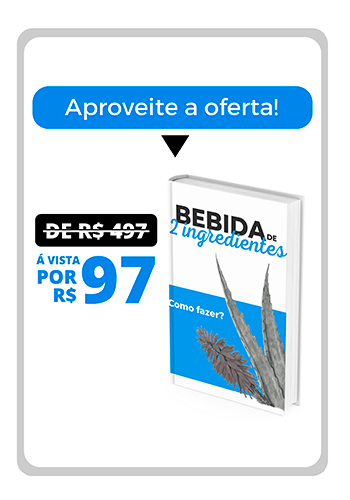 Aproveite a oferta!
DE R$ 497
Á VISTA
POR
R$ 97
BEBIDA DE
2 ingredientes
Como fazer?